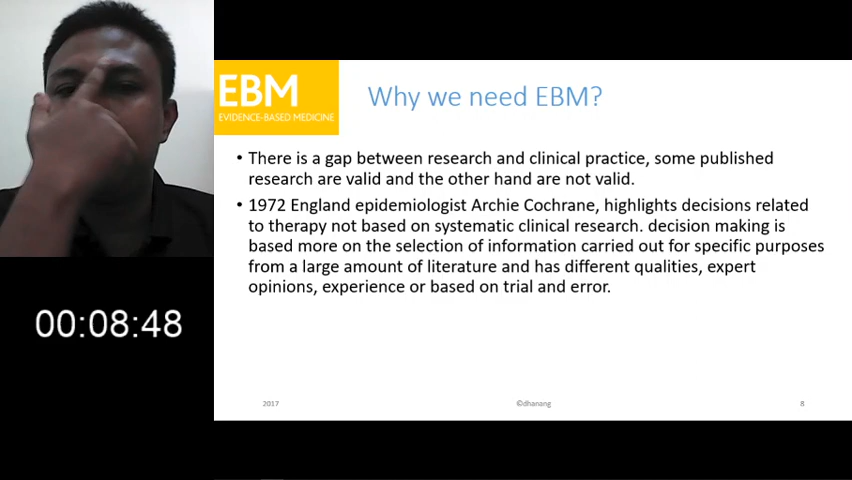 EBM
EVIDENCE-BASED MEDICINE
Why we need EBM?
• There is a gap between research and clinical practice, some published
research are valid and the other hand are not valid.
• 1972 England epidemiologist Archie Cochrane, highlights decisions related
to therapy not based on systematic clinical research. decision making is
based more on the selection of information carried out for specific purposes
from a large amount of literature and has different qualities, expert
opinions, experience or based on trial and error.
00:08:48
2017
©dhanang
8